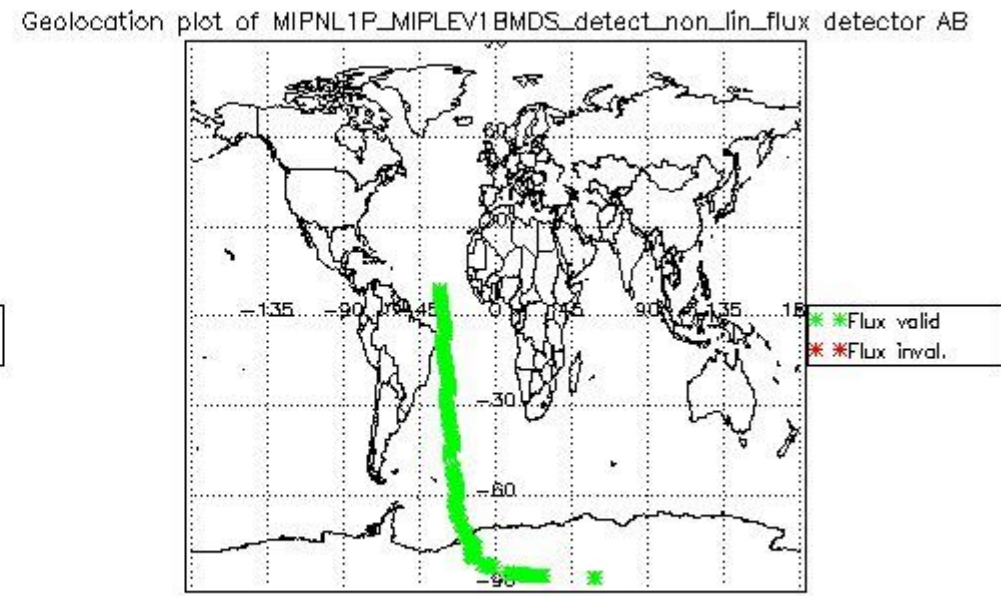 Geolocation plot of MIPNL1P_MIPLEV1BMDS_detect_non_lin_flux detector AB
60
-135 -90 -45 0 45 90 135
-30
-60
-90
Flux valid
Flux inval.